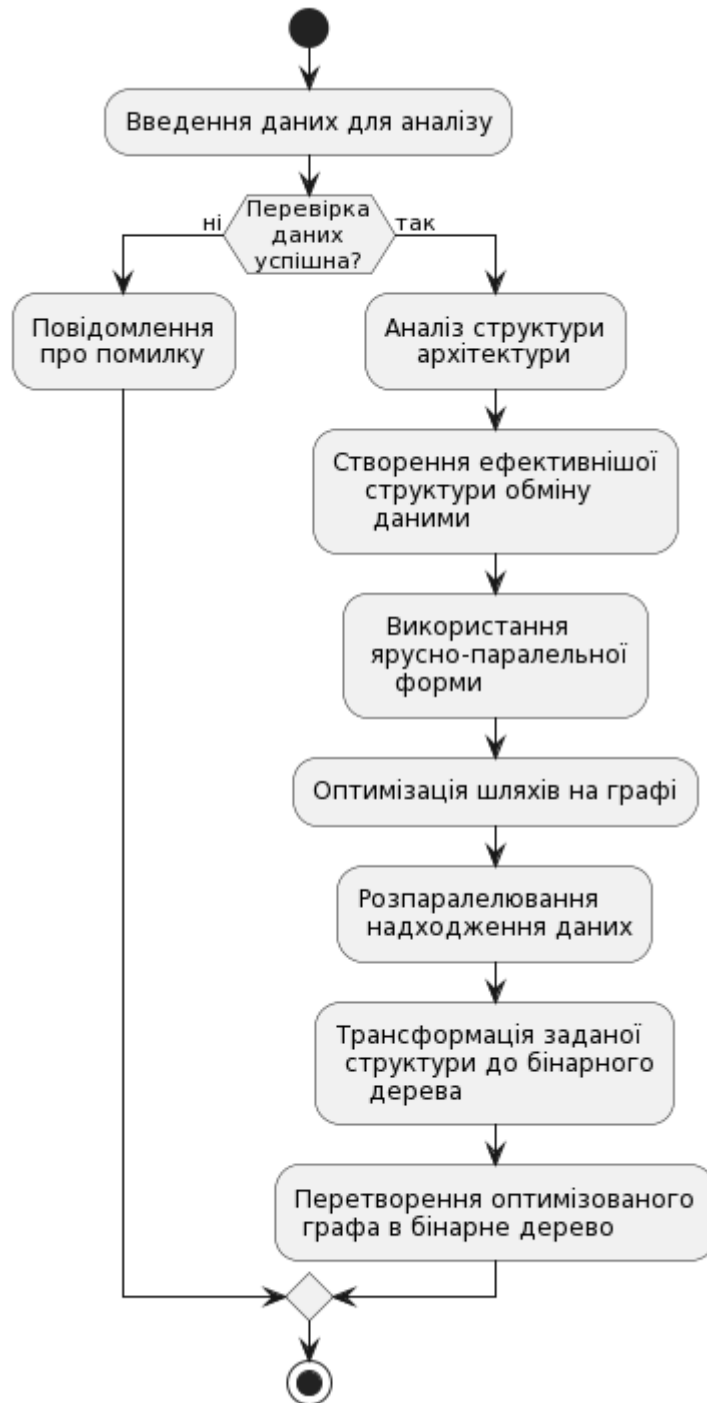 Введення даних для аналізу
ні
Перевірка
даних
успішна?
так
Повідомлення
про помилку
Аналіз структури
архітектури
Створення ефективнішої
структури обміну
даними
Використання
ярусно-паралельної
форми
Оптимізація шляхів на графі
Розпаралелювання
надходження даних
Трансформація заданої
структури до бінарного
дерева
Перетворення оптимізованого
графа в бінарне дерево